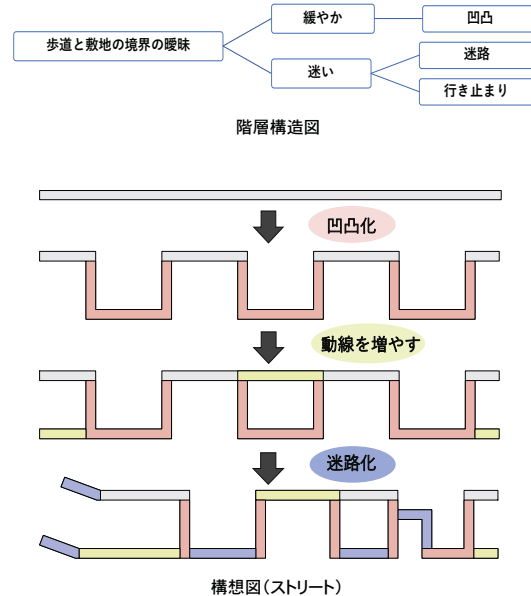 緩やか
凹凸
歩道と敷地の境界の曖昧
迷路
迷い
行き止まり
階層構造図
凹凸化
動線を増やす
迷路化
構想図(ストリート)